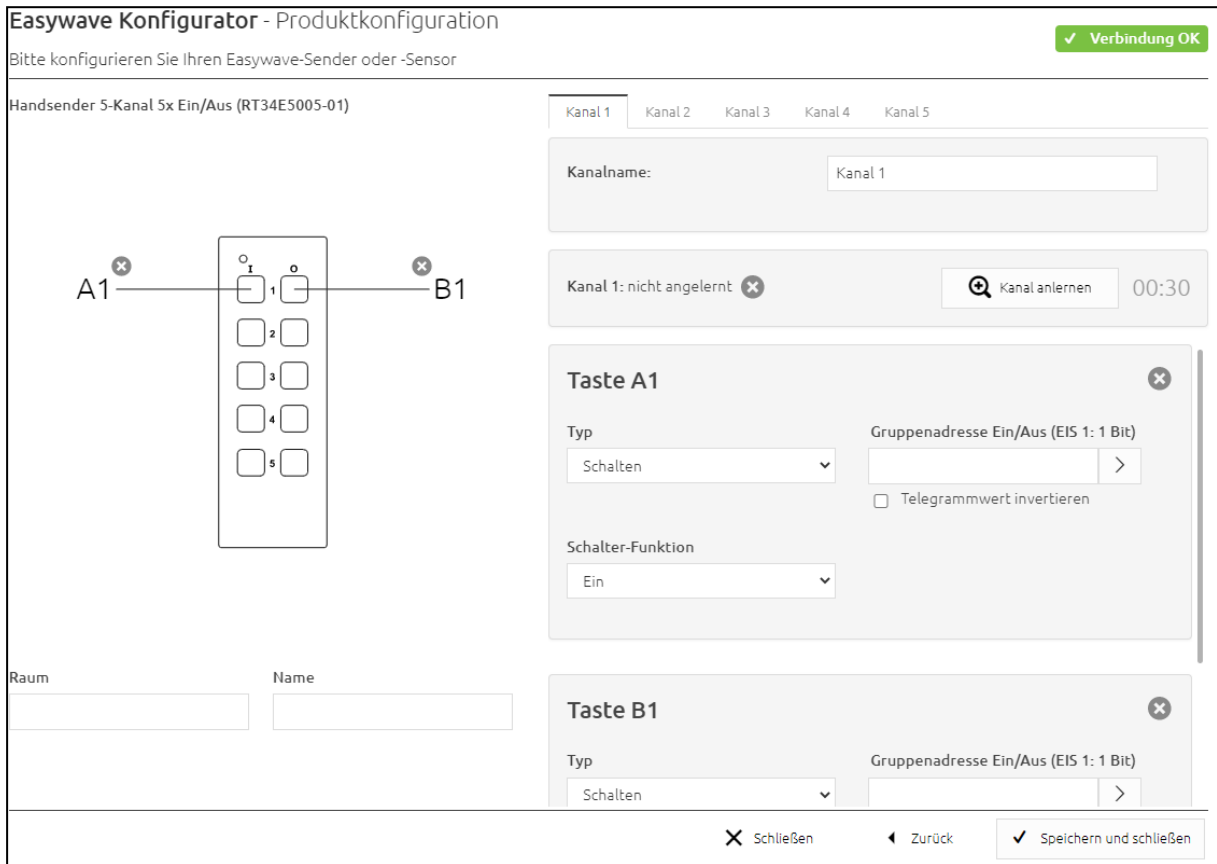 Easywave Konfigurator - Produktkonfiguration
Verbindung OK
Bitte konfigurieren Sie Ihren Easywave-Sender oder -Sensor
Handsender 5-Kanal 5x Ein/Aus (RT34E5005-01)
Kanal 1 Kanal 2 Kanal 3 Kanal 4 Kanal 5
Kanalname: Kanal 1
A1 I O B1
1
2
3
4
5
Kanal 1: nicht angelernt Kanal anlernen 00:30
Taste A1
Typ Gruppenadresse Ein/Aus (EIS 1: 1 Bit)
Schalten
Telegrammwert invertieren
Schalter-Funktion
Ein
Raum Name
Taste B1
Typ Gruppenadresse Ein/Aus (EIS 1: 1 Bit)
Schalten
Schließen Zurück Speichern und schließen